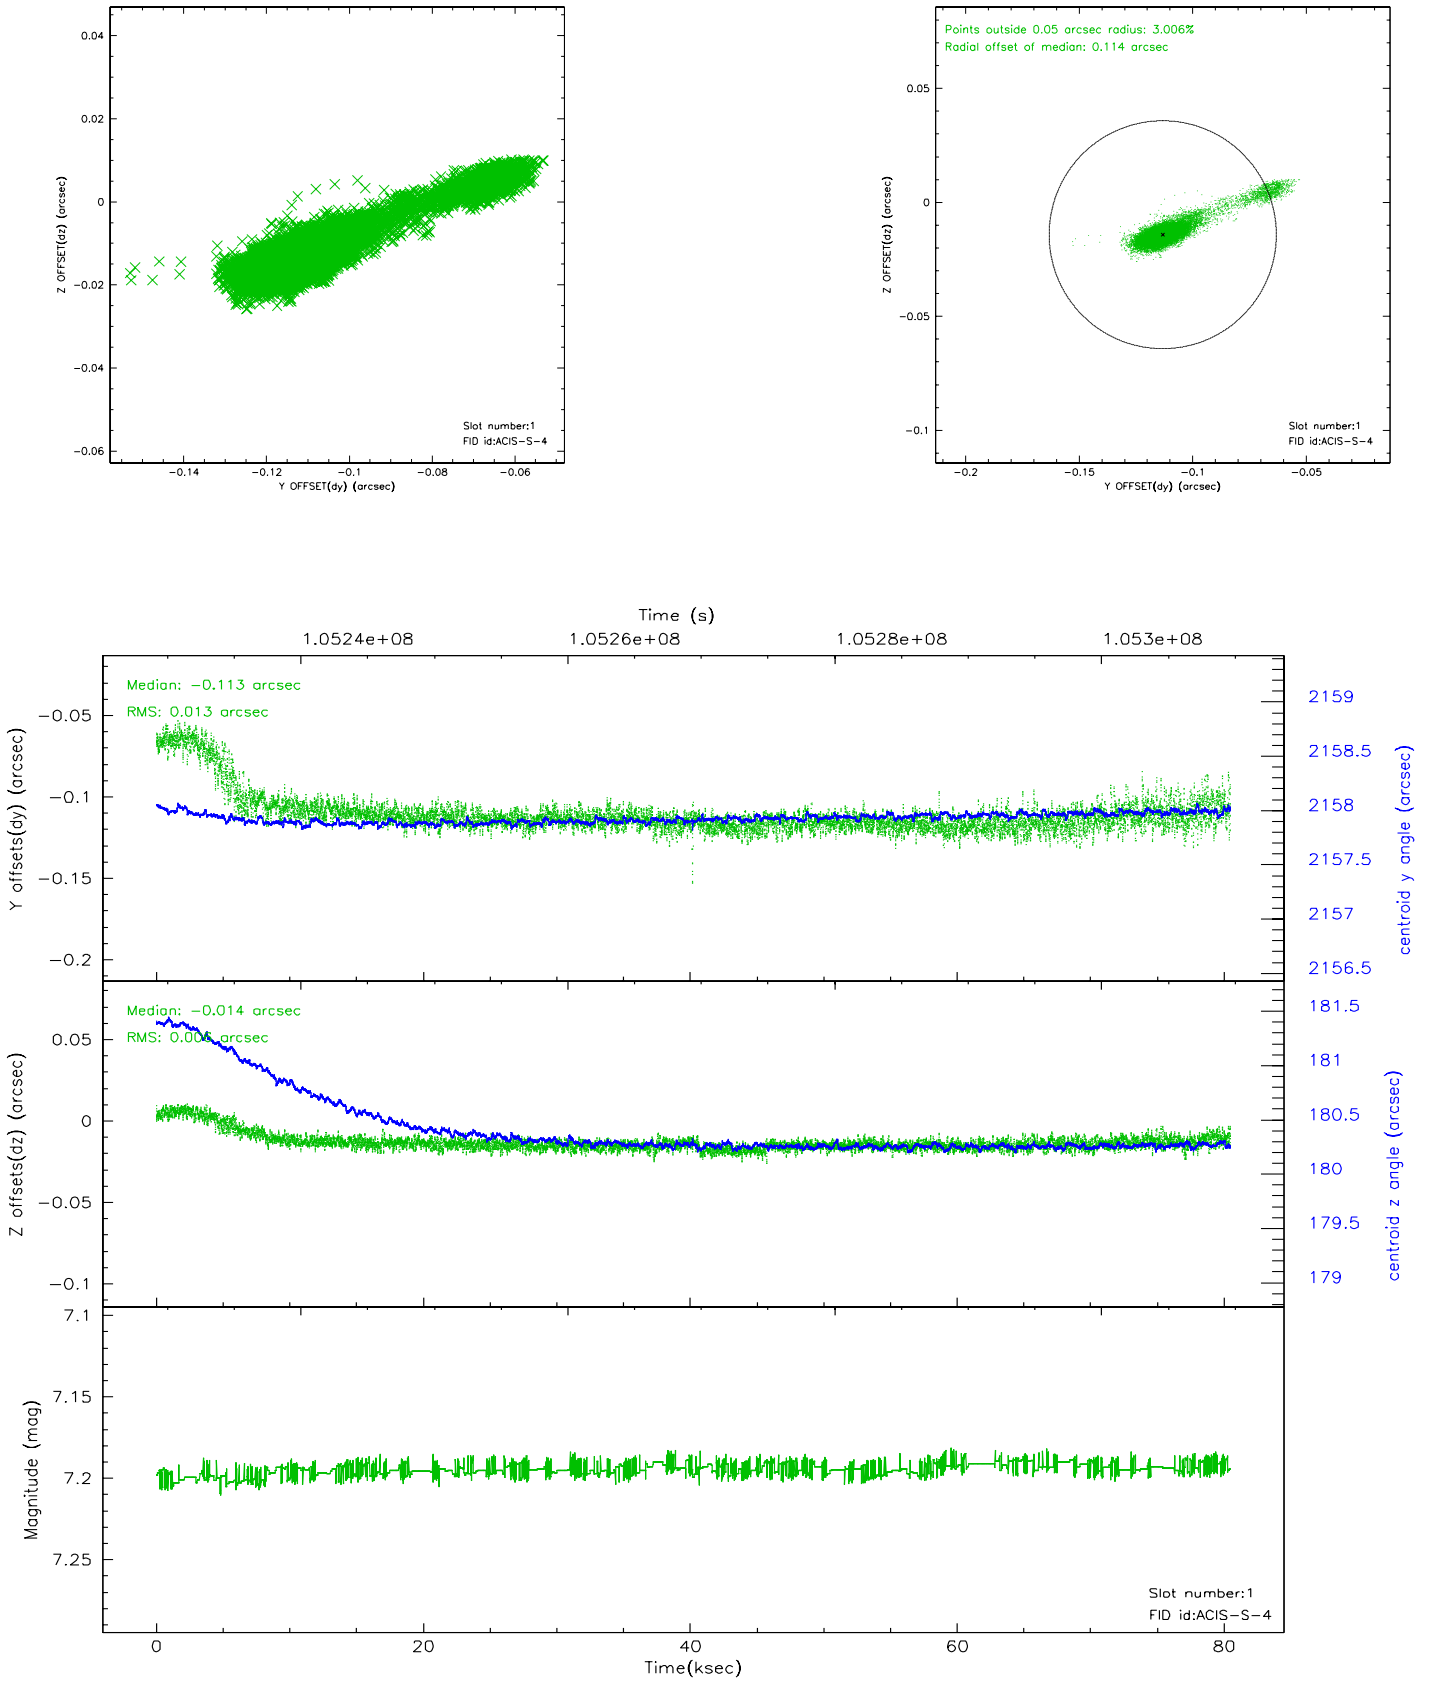 0.04
0.02
0
−0.02
−0.04
−0.06
Z OFFSET(dz) (arcsec)
−0.14
−0.12
−0.1
−0.08
−0.06
Y OFFSET(dy) (arcsec)
Slot number:1
FID id:ACIS−S−4
Points outside 0.05 arcsec radius: 3.006%
Radial offset of median: 0.114 arcsec
0.05
0
−0.05
−0.1
Z OFFSET(dz) (arcsec)
−0.2
−0.15
−0.1
−0.05
Y OFFSET(dy) (arcsec)
Slot number:1
FID id:ACIS−S−4
Time (s)
1.0524e+08
1.0526e+08
1.0528e+08
1.053e+08
Median: −0.113 arcsec
RMS: 0.013 arcsec
−0.05
−0.1
−0.15
−0.2
Y offsets(dy) (arcsec)
2159
2158.5
2158
2157.5
2157
2156.5
centroid y angle (arcsec)
Median: −0.014 arcsec
RMS: arcsec
0.05
0
−0.05
−0.1
Z offsets(dz) (arcsec)
181.5
181
180.5
180
179.5
179
centroid z angle (arcsec)
7.1
7.15
7.2
7.25
Magnitude (mag)
Slot number:1
FID id:ACIS−S−4
0
20
40
60
80
Time(ksec)